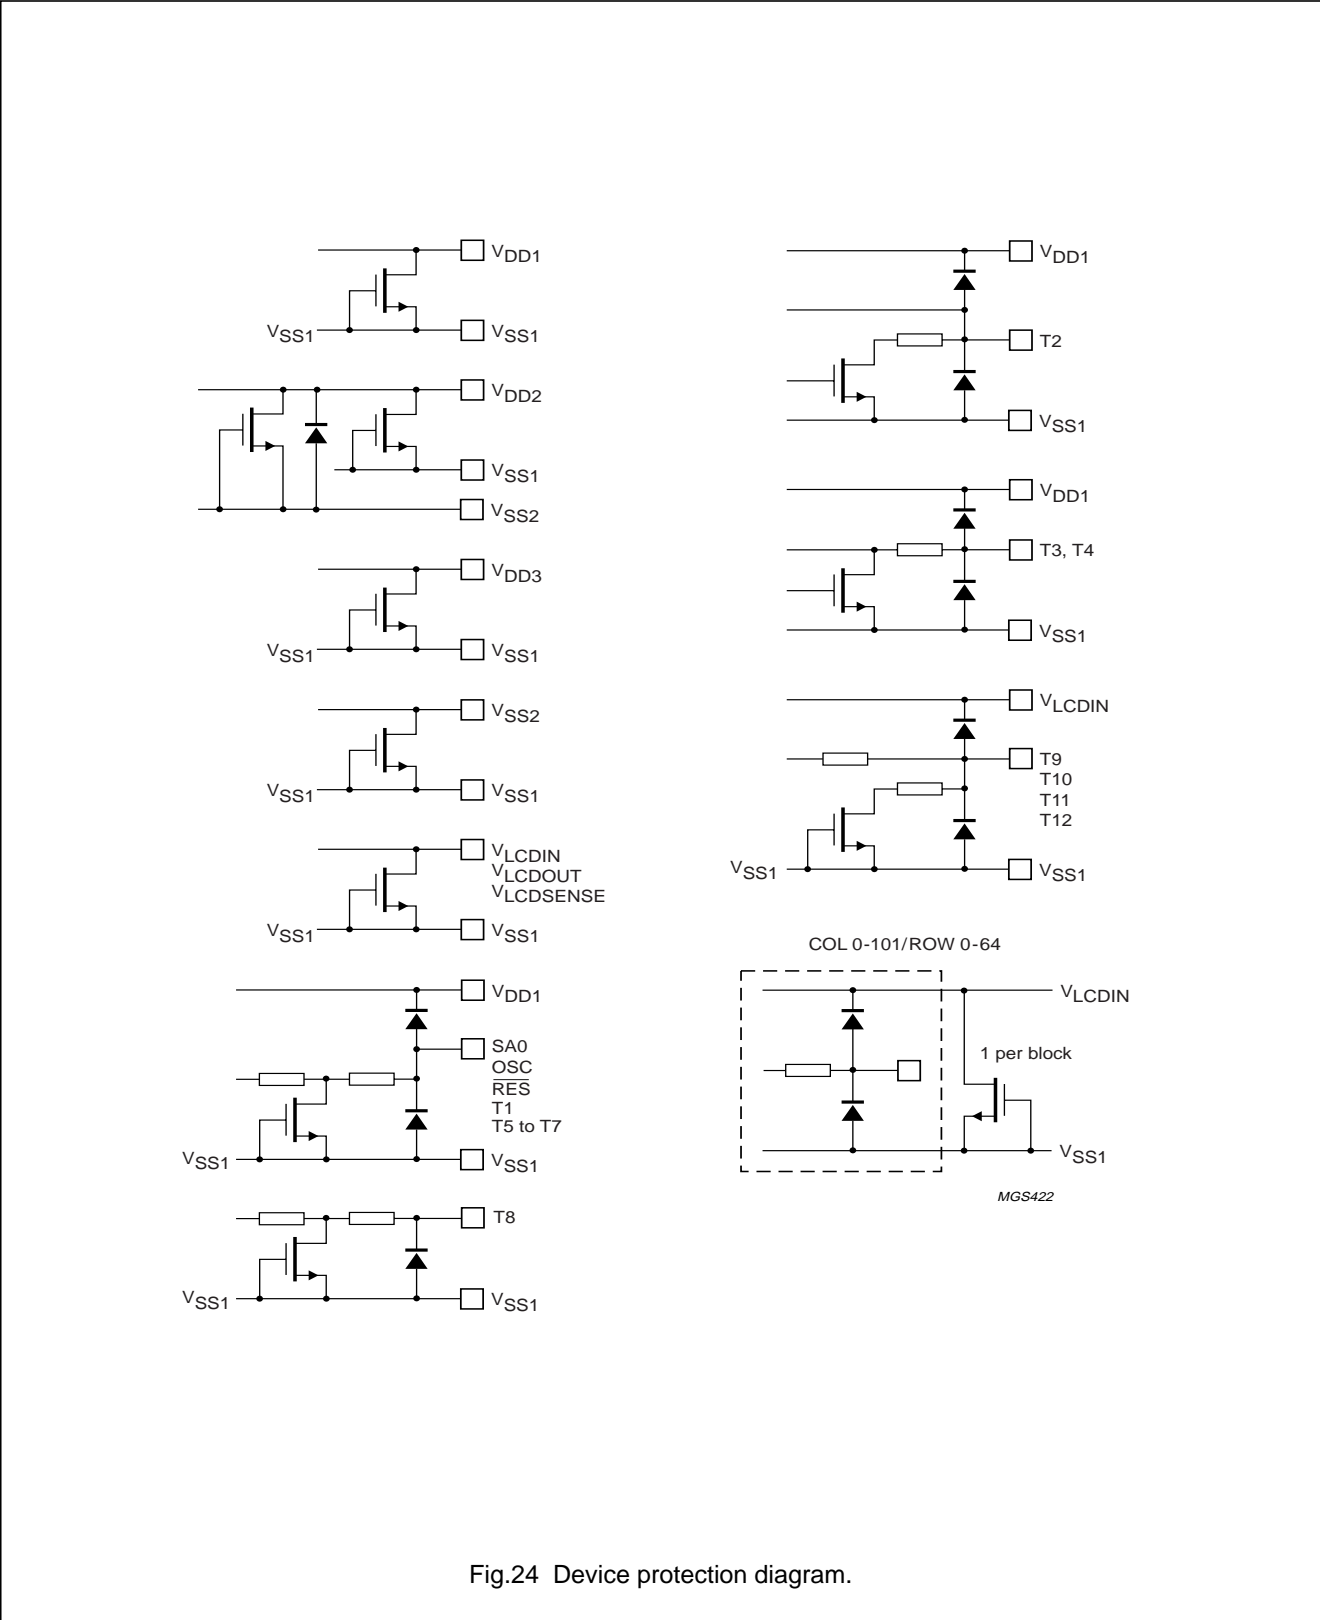 VDD1
VSS1 VSS1
VDD2
VSS1
VSS2
VDD3
VSS1 VSS1
VSS2
VSS1 VSS1
VLCDIN
VLCDOUT
VLCDSENSE
VSS1 VSS1
VDD1
SA0
OSC
R̅E̅S̅
T1
T5 to T7
VSS1 VSS1
T8
VSS1 VSS1
VDD1
T2
VSS1
VDD1
T3, T4
VSS1
VLCDIN
T9
T10
T11
T12
VSS1 VSS1
COL 0-101/ROW 0-64
VLCDIN
1 per block
VSS1
MGS422
Fig.24 Device protection diagram.